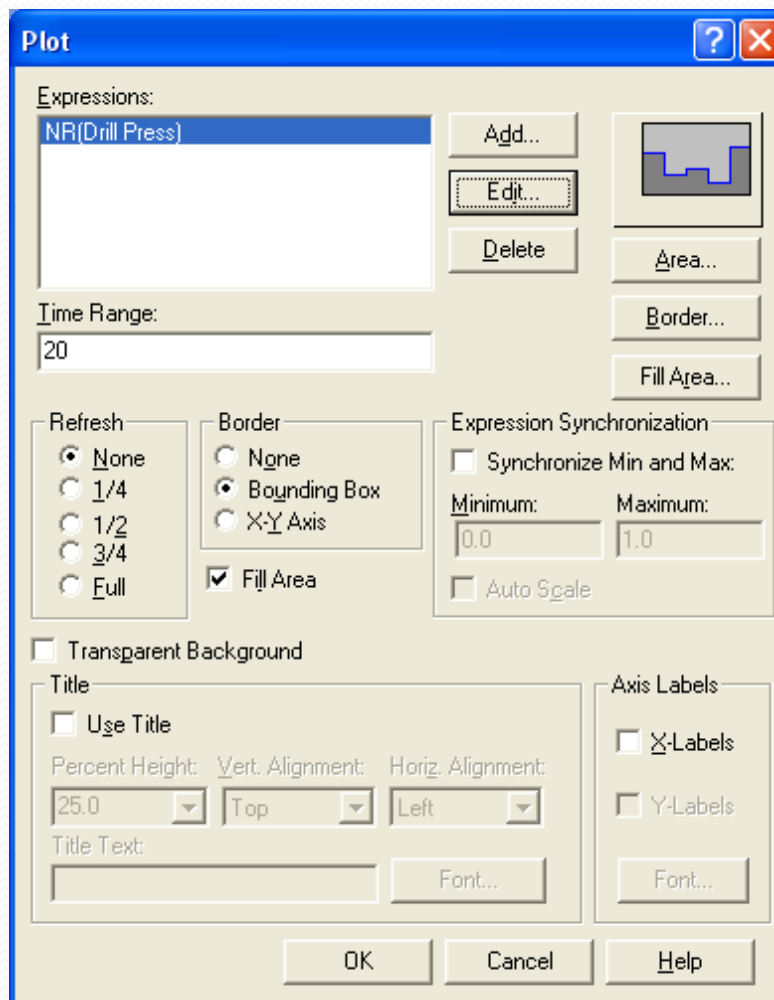 Plot
Expressions:
NR(Drill Press)
Add...
Edit...
Delete
Area...
Time Range:
20
Border...
Fill Area...
Refresh
None
1/4
1/2
3/4
Full
Border
None
Bounding Box
X-Y Axis
Fill Area
Expression Synchronization
Synchronize Min and Max:
Minimum: Maximum:
0.0 1.0
Auto Scale
Transparent Background
Title
Use Title
Percent Height: Vert. Alignment: Horiz. Alignment:
25.0 Top Left
Title Text:
Font...
Axis Labels
X-Labels
Y-Labels
Font...
OK Cancel Help